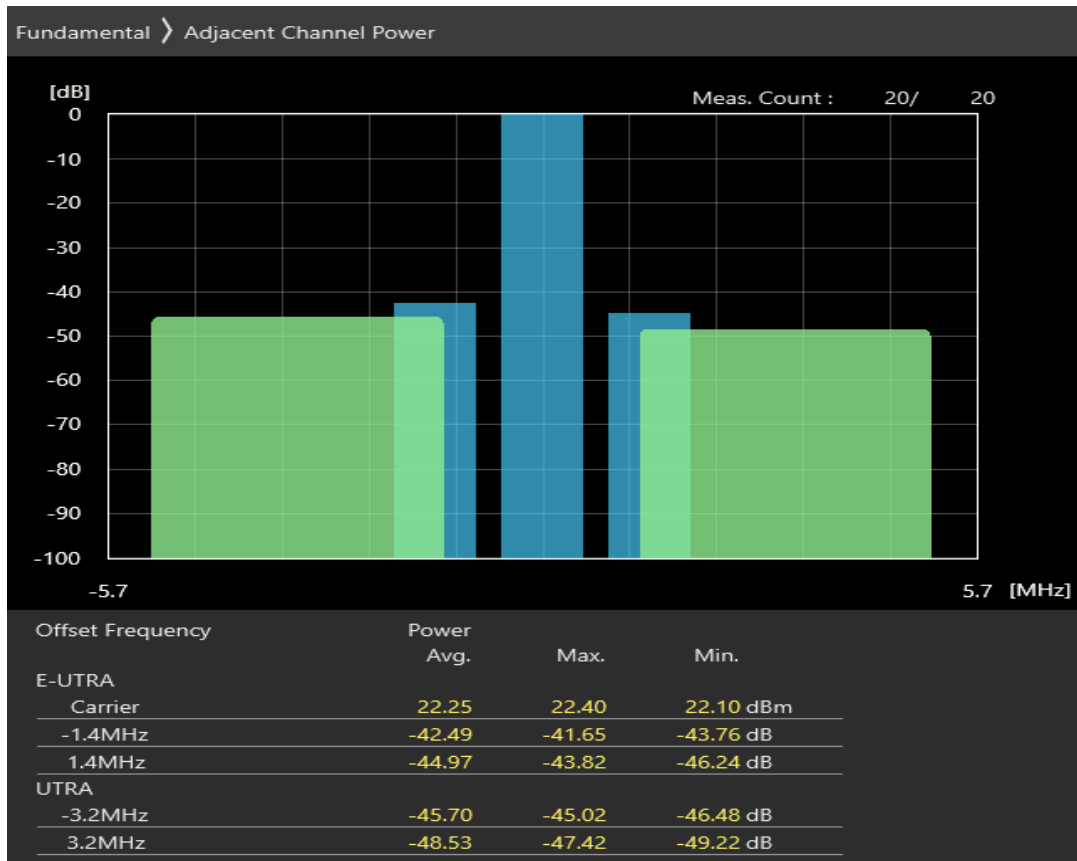 Fundamental 〉 Adjacent Channel Power
[dB]
Meas. Count : 20/ 20
0
-10
-20
-30
-40
-50
-60
-70
-80
-90
-100
-5.7 5.7 [MHz]
Offset Frequency Power
Avg. Max. Min.
E-UTRA
Carrier 22.25 22.40 22.10 dBm
-1.4MHz -42.49 -41.65 -43.76 dB
1.4MHz -44.97 -43.82 -46.24 dB
UTRA
-3.2MHz -45.70 -45.02 -46.48 dB
3.2MHz -48.53 -47.42 -49.22 dB